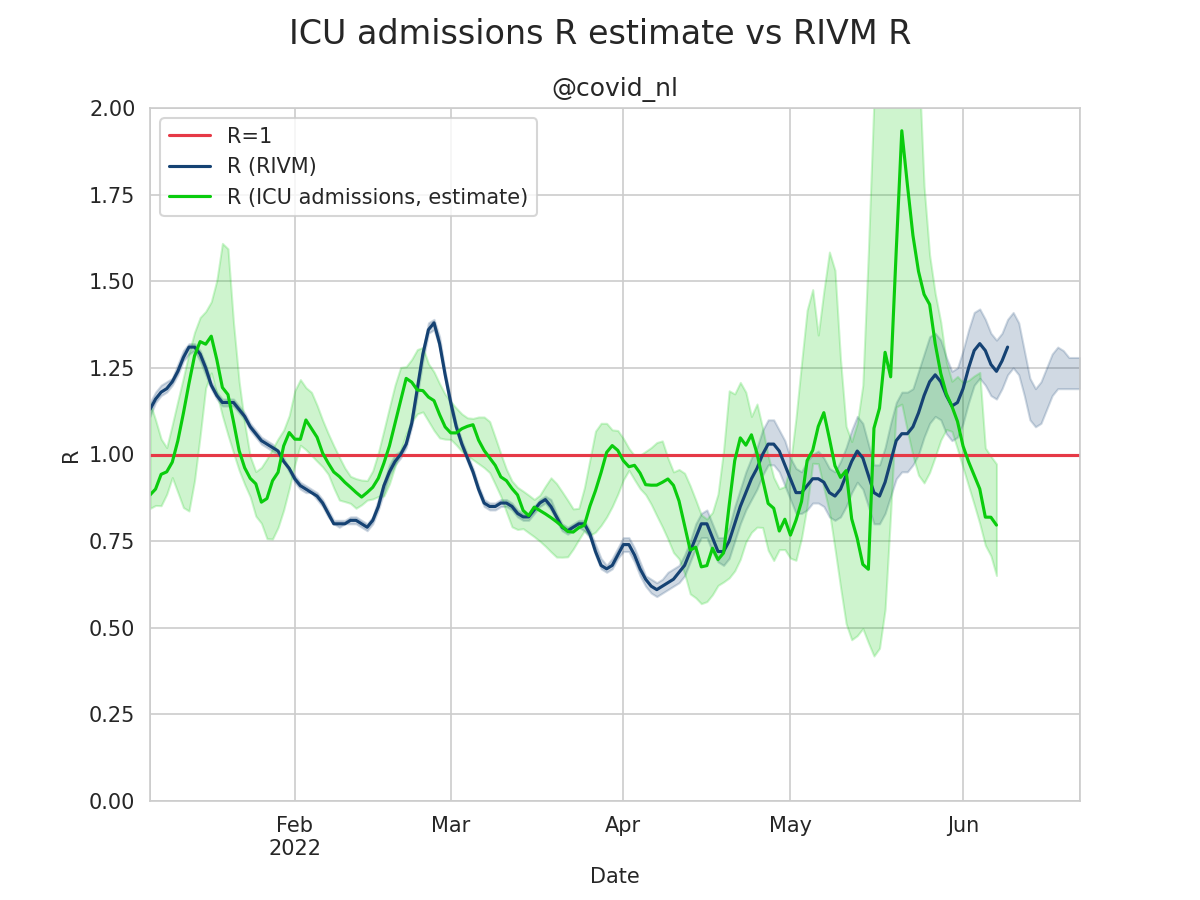 ICU admissions R estimate vs RIVM R
@covid_nl
R=1
R (RIVM)
R (ICU admissions, estimate)
2.00
1.75
1.50
1.25
1.00
0.75
0.50
0.25
0.00
R
Feb Mar Apr May Jun
2022
Date